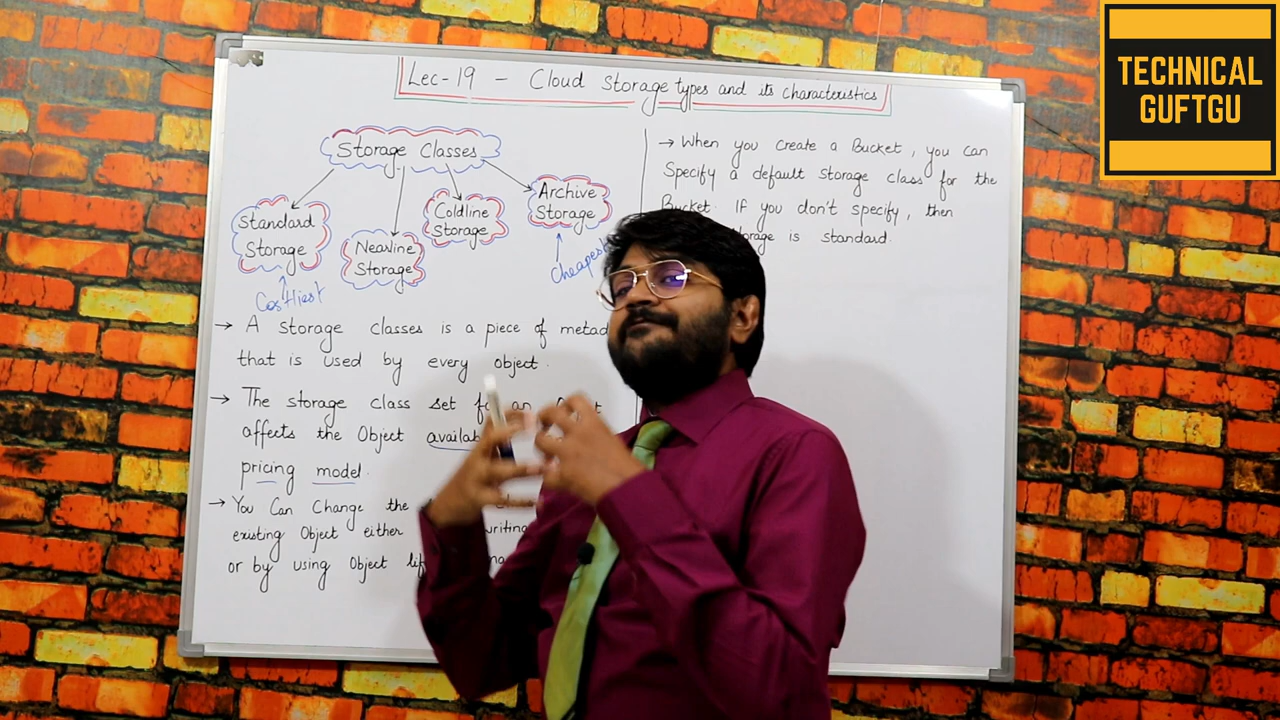 TECHNICAL
GUFTGU
Lec-19 - Cloud Storage types and its characteristics
Storage Classes
Standard
Storage
Costliest
Nearline
Storage
Coldline
Storage
Archive
Storage
Cheapest
→ A Storage classes is a piece of
that is used by every object.
→ The storage class set an
affects the Object
pricing model.
→ You Can Change the
existing Object either
or by using Object
→ When you create a Bucket, you can
Specify a default storage class for the
Bucket. If you don't specify, then
is standard.